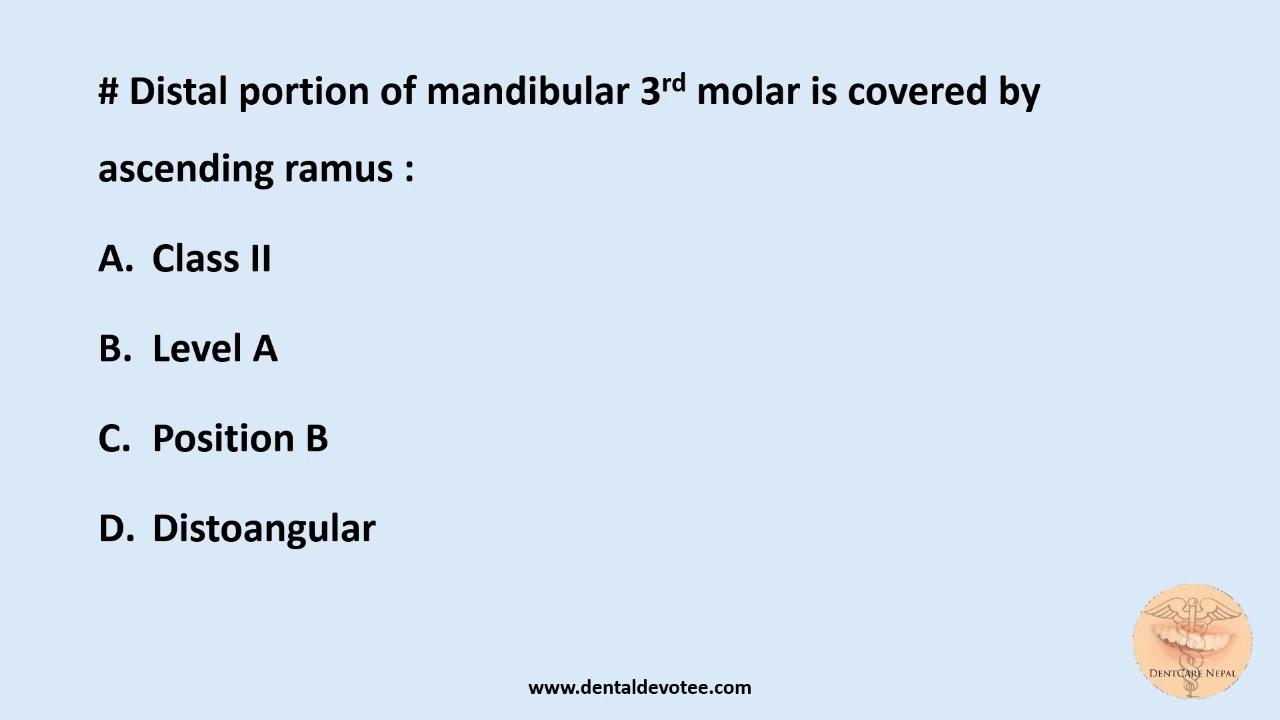 # Distal portion of mandibular 3rd molar is covered by
ascending ramus :
A. Class II
B. Level A
C. Position B
D. Distoangular
DENTCARE NEPAL
www.dentaldevotee.com